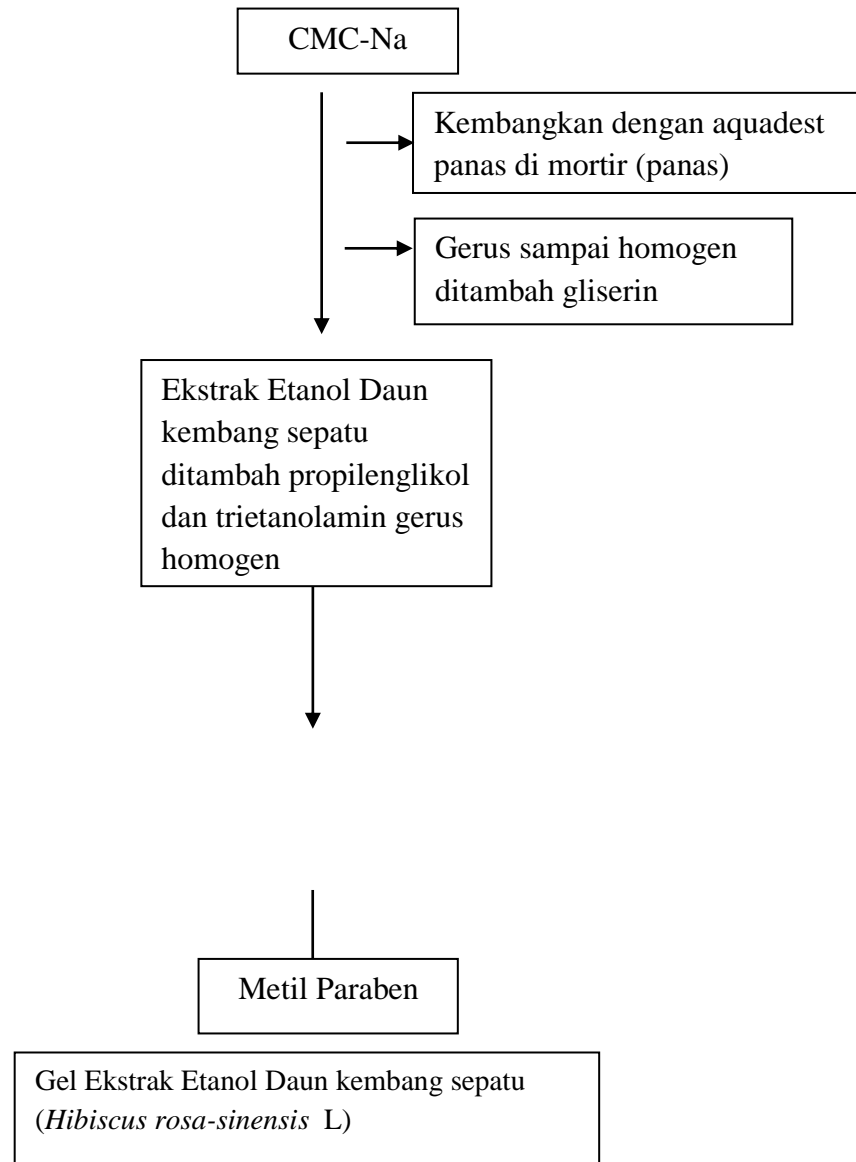 CMC-Na
Kembangkan dengan aquadest
panas di mortir (panas)
Gerus sampai homogen
ditambah gliserin
Ekstrak Etanol Daun
kembang sepatu
ditambah propilenglikol
dan trietanolamin gerus
homogen
Metil Paraben
Gel Ekstrak Etanol Daun kembang sepatu
(Hibiscus rosa-sinensis L)